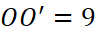 OO' = 9